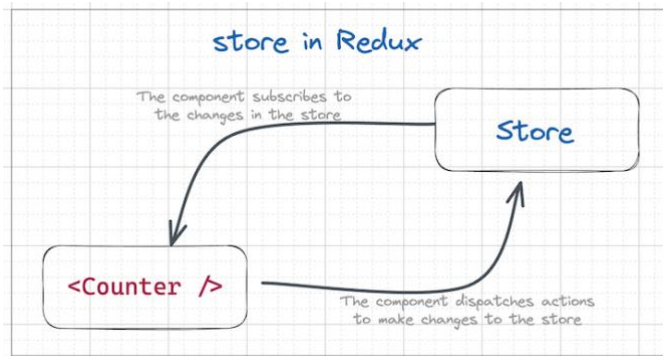 store in Redux
The component subscribes to
the changes in the store
Store
<Counter />
The component dispatches actions
to make changes to the store